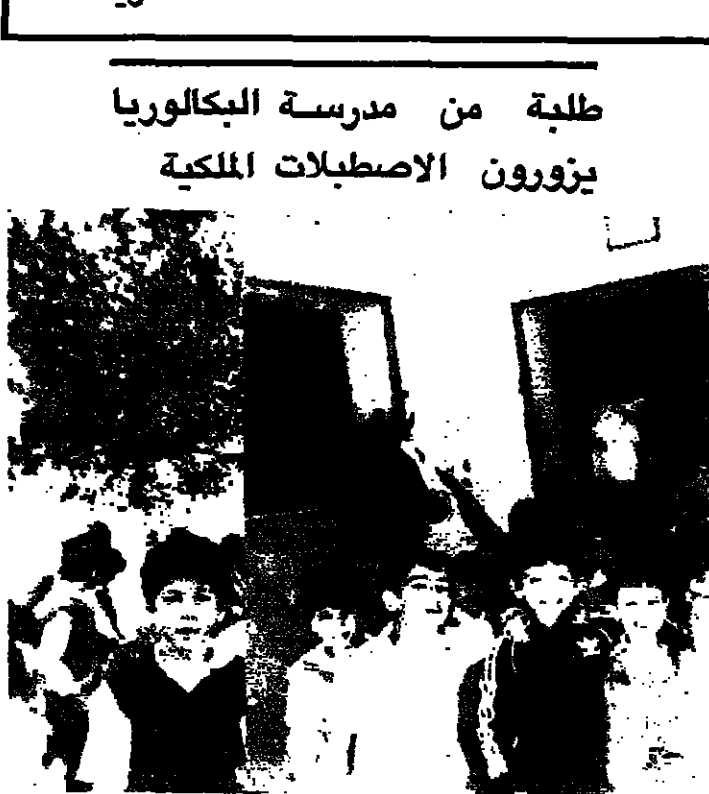 طلبة من مدرسة البكالوريا
يزورون الاصطبلات الملكية